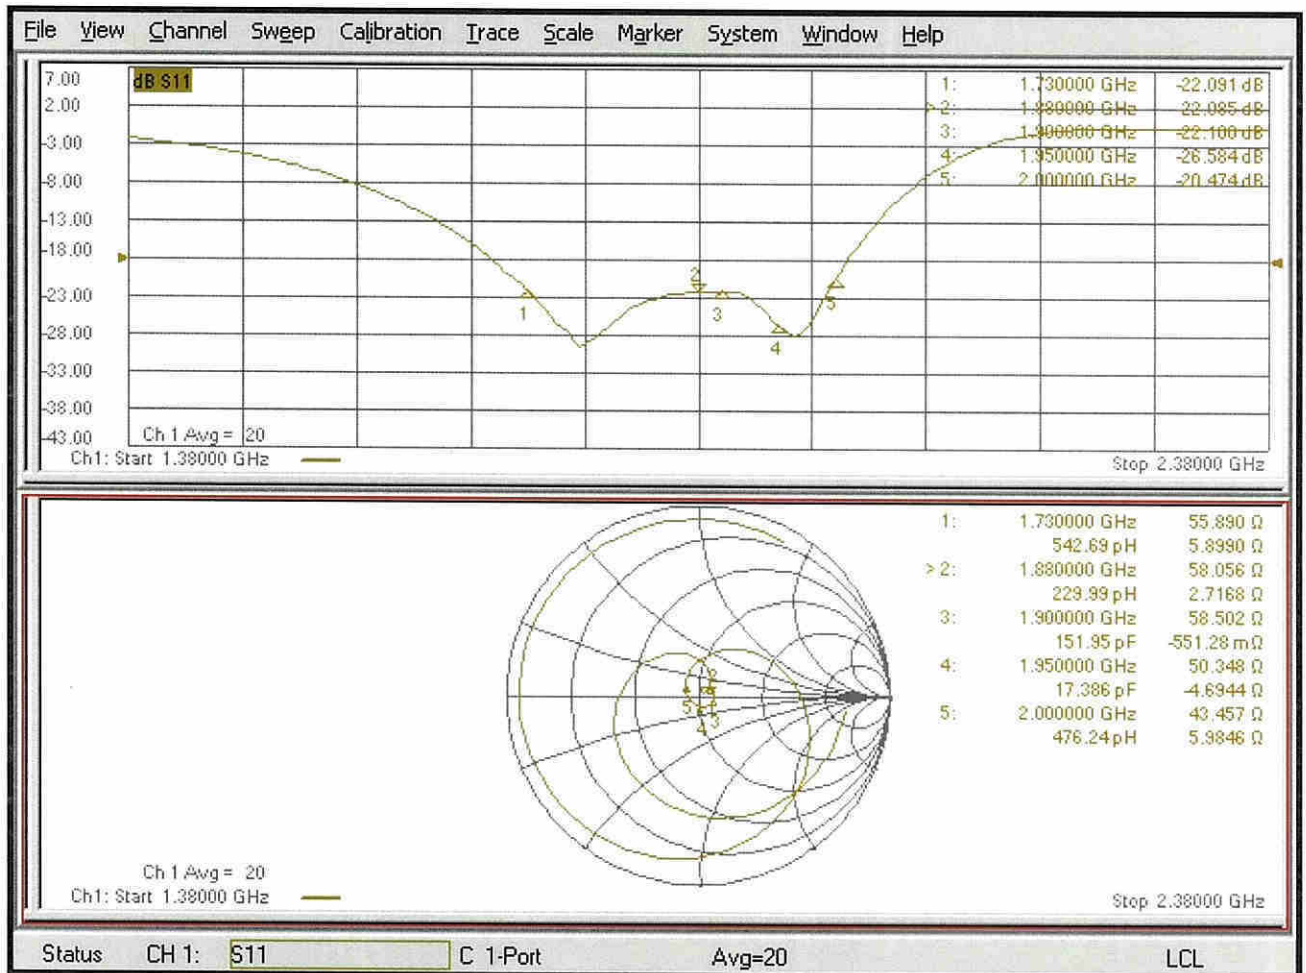 File View Channel Sweep Calibration Trace Scale Marker System Window Help
7.00
dB S11
2.00
-3.00
-8.00
-13.00
-18.00
-23.00
-28.00
-33.00
-38.00
-43.00
1: 1.730000 GHz -22.091 dB
> 2: 1.880000 GHz -22.085 dB
3: 1.900000 GHz -22.100 dB
4: 1.950000 GHz -26.584 dB
5: 2.000000 GHz -20.474 dB
1
2
3
4
5
Ch 1 Avg = 20
Ch1: Start 1.38000 GHz
Stop 2.38000 GHz
1: 1.730000 GHz 55.890 Ω
542.69 pH 5.8990 Ω
> 2: 1.880000 GHz 58.056 Ω
229.99 pH 2.7168 Ω
3: 1.900000 GHz 58.502 Ω
151.95 pF -551.28 mΩ
4: 1.950000 GHz 50.348 Ω
17.386 pF -4.6944 Ω
5: 2.000000 GHz 43.457 Ω
476.24 pH 5.9846 Ω
2
5
3
4
Ch 1 Avg = 20
Ch1: Start 1.38000 GHz
Stop 2.38000 GHz
Status CH 1: S11 C 1-Port Avg=20 LCL